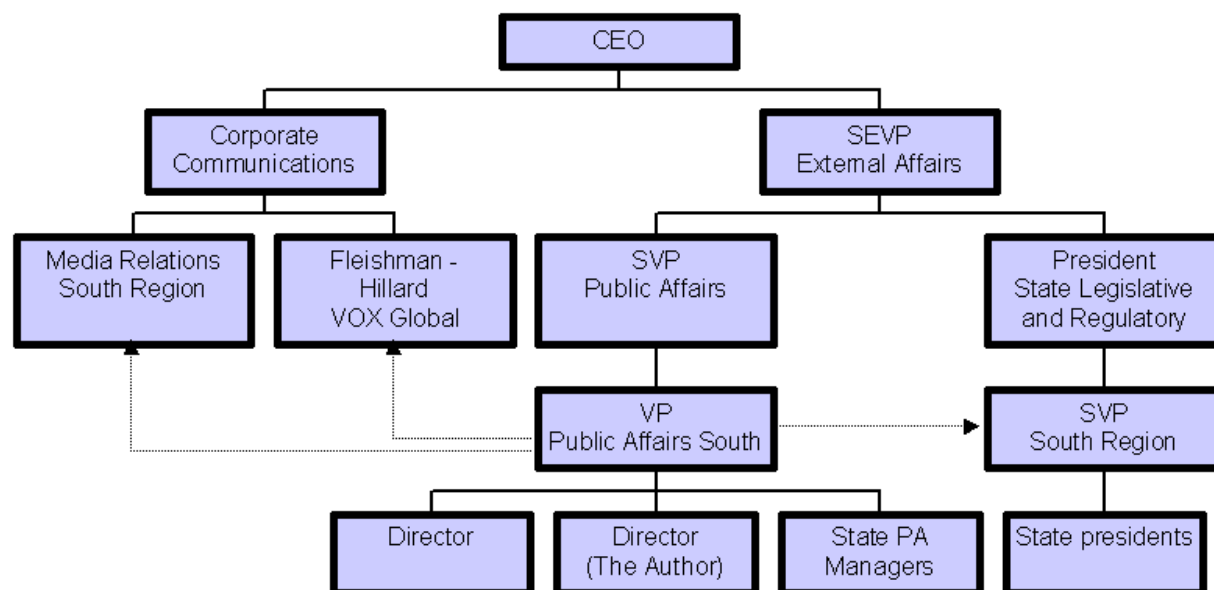 CEO
Corporate
Communications
SEVP
External Affairs
Media Relations
South Region
Fleishman -
Hillard
VOX Global
SVP
Public Affairs
President
State Legislative
and Regulatory
VP
Public Affairs South
SVP
South Region
Director
Director
(The Author)
State PA
Managers
State presidents